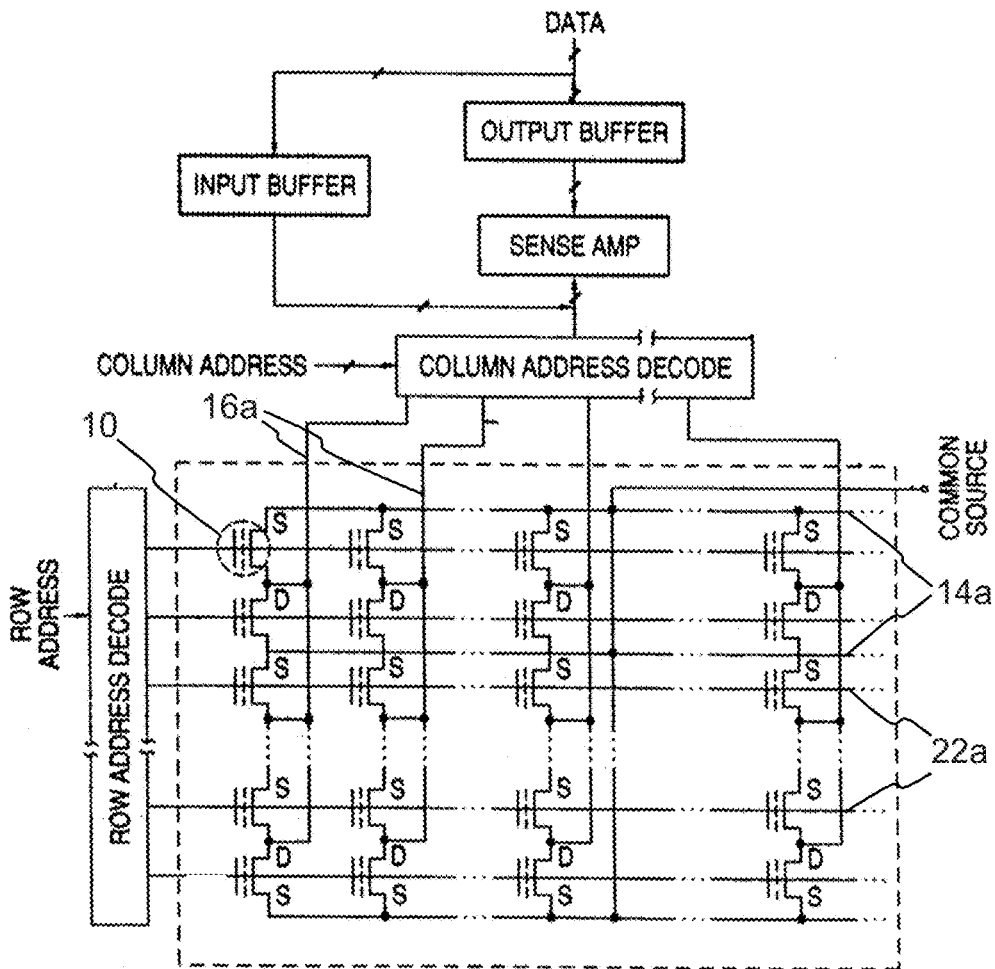 DATA
OUTPUT BUFFER
INPUT BUFFER
SENSE AMP
COLUMN ADDRESS
COLUMN ADDRESS DECODE
10
16a
COMMON
SOURCE
S S S S
ROW
ADDRESS
ROW ADDRESS DECODE
14a
D D D D
S S S S
22a
S S S S
D D D D
S S S S